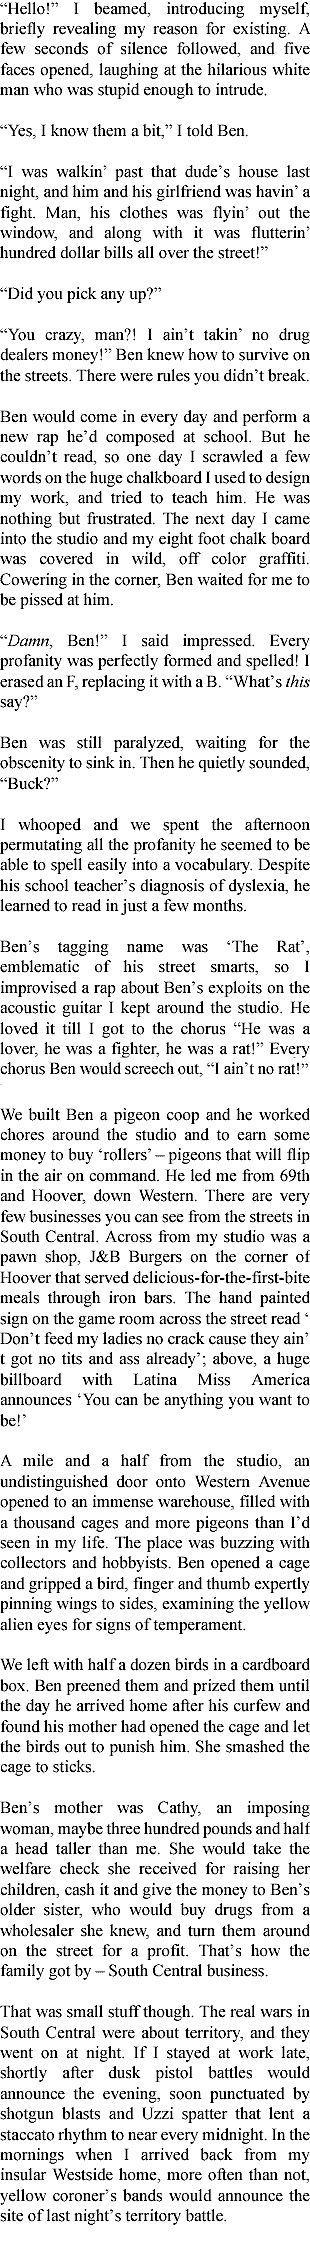 “Hello!” I beamed, introducing myself,
briefly revealing my reason for existing. A
few seconds of silence followed, and five
faces opened, laughing at the hilarious white
man who was stupid enough to intrude.

“Yes, I know them a bit,” I told Ben.

“I was walkin’ past that dude’s house last
night, and him and his girlfriend was havin’ a
fight. Man, his clothes was flyin’ out the
window, and along with it was flutterin’
hundred dollar bills all over the street!”

“Did you pick any up?”

“You crazy, man?! I ain’t takin’ no drug
dealers money!” Ben knew how to survive on
the streets. There were rules you didn’t break.

Ben would come in every day and perform a
new rap he’d composed at school. But he
couldn’t read, so one day I scrawled a few
words on the huge chalkboard I used to design
my work, and tried to teach him. He was
nothing but frustrated. The next day I came
into the studio and my eight foot chalk board
was covered in wild, off color graffiti.
Cowering in the corner, Ben waited for me to
be pissed at him.

“Damn, Ben!” I said impressed. Every
profanity was perfectly formed and spelled! I
erased an F, replacing it with a B. “What’s this
say?”

Ben was still paralyzed, waiting for the
obscenity to sink in. Then he quietly sounded,
“Buck?”

I whooped and we spent the afternoon
permutating all the profanity he seemed to be
able to spell easily into a vocabulary. Despite
his school teacher’s diagnosis of dyslexia, he
learned to read in just a few months.

Ben’s tagging name was ‘The Rat’,
emblematic of his street smarts, so I
improvised a rap about Ben’s exploits on the
acoustic guitar I kept around the studio. He
loved it till I got to the chorus “He was a
lover, he was a fighter, he was a rat!” Every
chorus Ben would screech out, “I ain’t no rat!”

We built Ben a pigeon coop and he worked
chores around the studio and to earn some
money to buy ‘rollers’ – pigeons that will flip
in the air on command. He led me from 69th
and Hoover, down Western. There are very
few businesses you can see from the streets in
South Central. Across from my studio was a
pawn shop, J&B Burgers on the corner of
Hoover that served delicious-for-the-first-bite
meals through iron bars. The hand painted
sign on the game room across the street read ‘
Don’t feed my ladies no crack cause they ain’
t got no tits and ass already’; above, a huge
billboard with Latina Miss America
announces ‘You can be anything you want to
be!’

A mile and a half from the studio, an
undistinguished door onto Western Avenue
opened to an immense warehouse, filled with
a thousand cages and more pigeons than I’d
seen in my life. The place was buzzing with
collectors and hobbyists. Ben opened a cage
and gripped a bird, finger and thumb expertly
pinning wings to sides, examining the yellow
alien eyes for signs of temperament.

We left with half a dozen birds in a cardboard
box. Ben preened them and prized them until
the day he arrived home after his curfew and
found his mother had opened the cage and let
the birds out to punish him. She smashed the
cage to sticks.

Ben’s mother was Cathy, an imposing
woman, maybe three hundred pounds and half
a head taller than me. She would take the
welfare check she received for raising her
children, cash it and give the money to Ben’s
older sister, who would buy drugs from a
wholesaler she knew, and turn them around
on the street for a profit. That’s how the
family got by – South Central business.

That was small stuff though. The real wars in
South Central were about territory, and they
went on at night. If I stayed at work late,
shortly after dusk pistol battles would
announce the evening, soon punctuated by
shotgun blasts and Uzzi spatter that lent a
staccato rhythm to near every midnight. In the
mornings when I arrived back from my
insular Westside home, more often than not,
yellow coroner’s bands would announce the
site of last night’s territory battle.